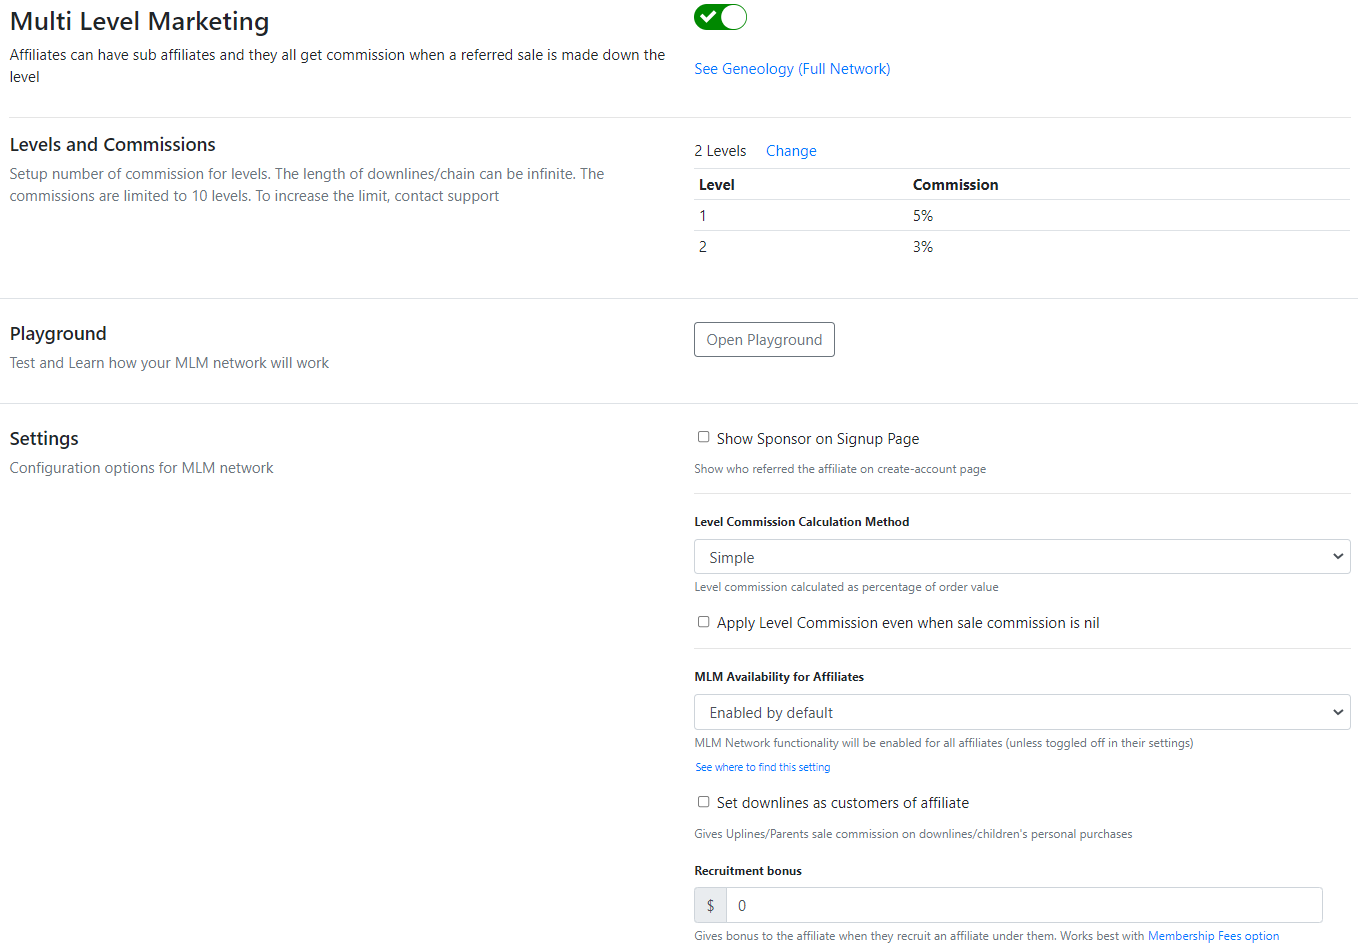 Multi Level Marketing
Affiliates can have sub affiliates and they all get commission when a referred sale is made down the
level
See Geneology (Full Network)
Levels and Commissions
Setup number of commission for levels. The length of downlines/chain can be infinite. The
commissions are limited to 10 levels. To increase the limit, contact support
2 Levels Change
Level Commission
1 5%
2 3%
Playground
Test and Learn how your MLM network will work
Open Playground
Settings
Configuration options for MLM network
Show Sponsor on Signup Page
Show who referred the affiliate on create-account page
Level Commission Calculation Method
Simple
Level commission calculated as percentage of order value
Apply Level Commission even when sale commission is nil
MLM Availability for Affiliates
Enabled by default
MLM Network functionality will be enabled for all affiliates (unless toggled off in their settings)
See where to find this setting
Set downlines as customers of affiliate
Gives Uplines/Parents sale commission on downlines/children's personal purchases
Recruitment bonus
$ 0
Gives bonus to the affiliate when they recruit an affiliate under them. Works best with Membership Fees option